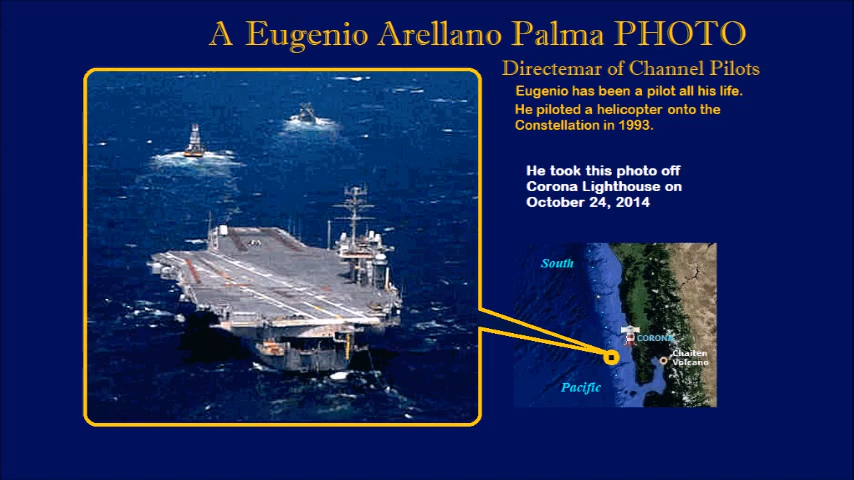 A Eugenio Arellano Palma PHOTO
Directemar of Channel Pilots
Eugenio has been a pilot all his life.
He piloted a helicopter onto the
Constellation in 1993.
He took this photo off
Corona Lighthouse on
October 24, 2014
South
CORONA
Chaiten
Volcano
Pacific